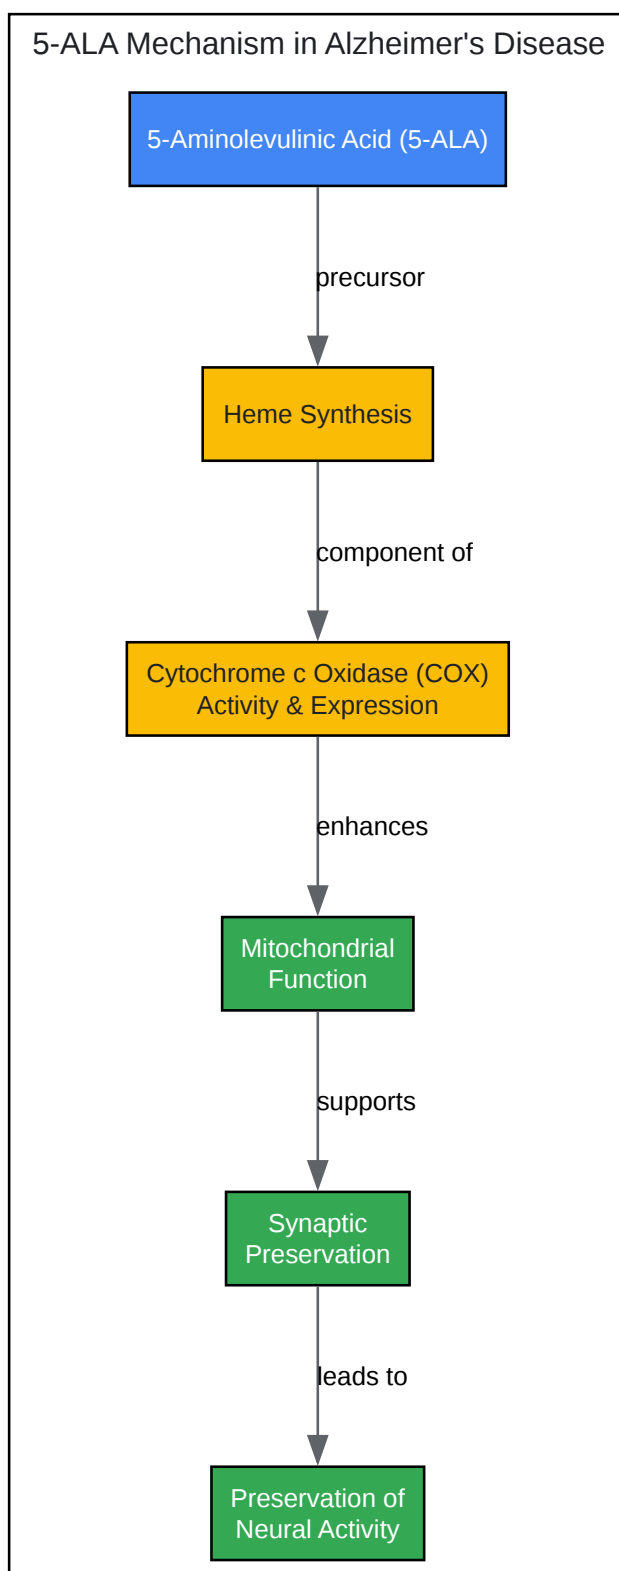 5-ALA Mechanism in Alzheimer's Disease
5-Aminolevulinic Acid (5-ALA)
precursor
Heme Synthesis
component of
Cytochrome c Oxidase (COX)
Activity & Expression
enhances
Mitochondrial
Function
supports
Synaptic
Preservation
leads to
Preservation of
Neural Activity